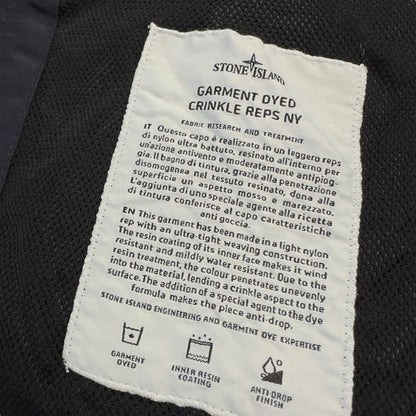 STONE ISLAND
GARMENT DYED
CRINKLE REPS NY
FABRIC RESEARCH AND TREATMENT
IT Questo capo è realizzato in un leggero reps
di nylon ultra battuto, resinato all'interno per
un'azione antivento e moderatamente antipiog-
gia. Il bagno di tintura, grazie alla penetrazione
disomogenea nel tessuto resinato, dona alla
superficie un aspetto mosso e marezzato.
L'aggiunta di uno speciale agente alla ricetta
di tintura conferisce al capo caratteristiche
anti goccia.
EN This garment has been made in a light nylon
rep with an ultra-tight weaving construction.
The resin coating of its inner face makes it wind
resistant and mildly water resistant. Due to the
resin treatment, the colour penetrates unevenly
into the material, lending a crinkle aspect to the
surface. The addition of a special agent to the dye
formula makes the piece anti-drop.
STONE ISLAND ENGINEERING AND GARMENT DYE EXPERTISE
GARMENT
DYED
INNER RESIN
COATING
ANTI-DROP
FINISH